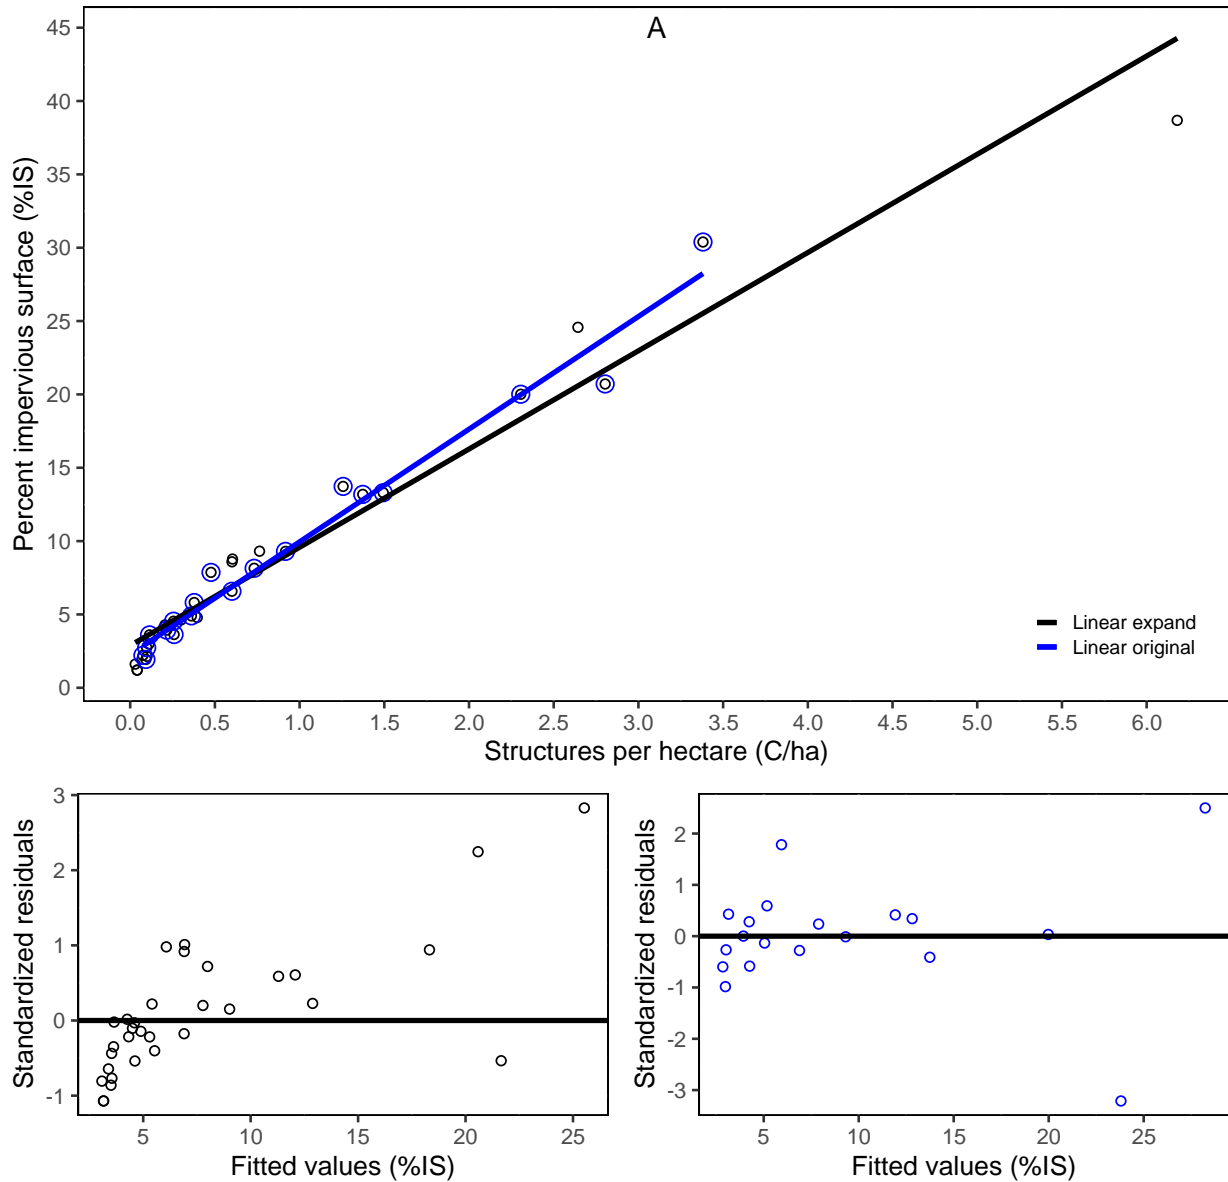 A
Percent impervious surface (%IS)
45
40
35
30
25
20
15
10
5
0
Linear expand
Linear original
0.0 0.5 1.0 1.5 2.0 2.5 3.0 3.5 4.0 4.5 5.0 5.5 6.0
Structures per hectare (C/ha)
Standardized residuals
3
2
1
0
-1
5 10 15 20 25
Fitted values (%IS)
Standardized residuals
2
1
0
-1
-2
-3
5 10 15 20 25
Fitted values (%IS)